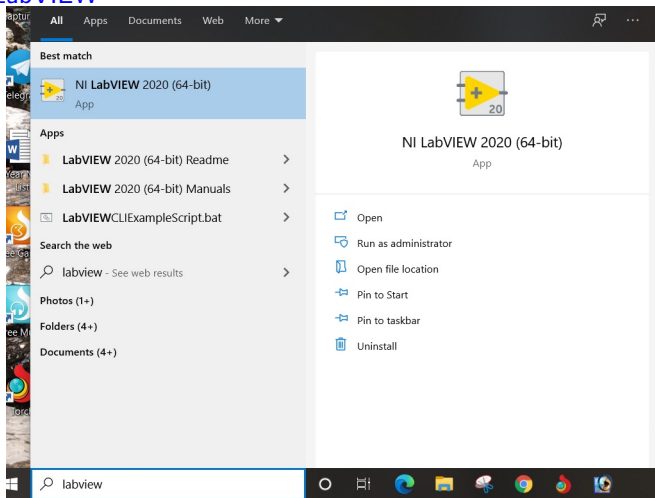 LabVIEW
All Apps Documents Web More
Best match
NI LabVIEW 2020 (64-bit)
App
20
Apps
LabVIEW 2020 (64-bit) Readme
LabVIEW 2020 (64-bit) Manuals
LabVIEWCLIExampleScript.bat
Search the web
labview - See web results
Photos (1+)
Folders (4+)
Documents (4+)
20
NI LabVIEW 2020 (64-bit)
App
Open
Run as administrator
Open file location
Pin to Start
Pin to taskbar
Uninstall
labview